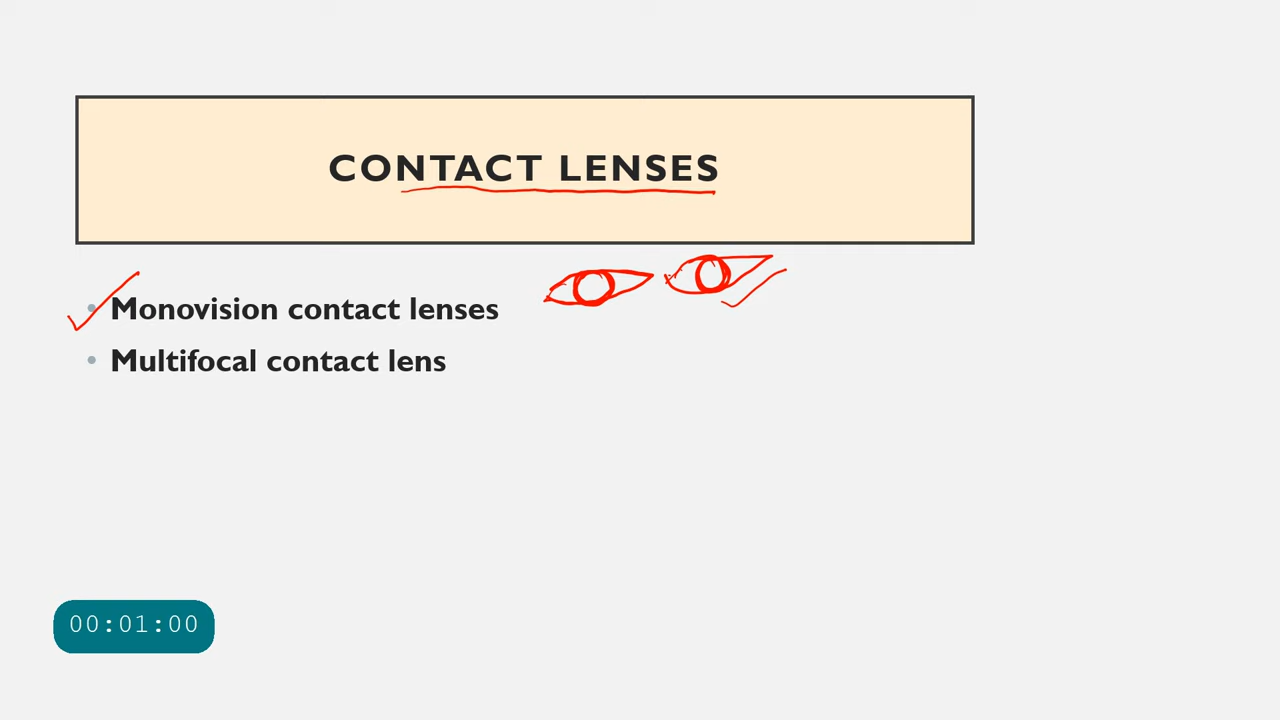 CONTACT LENSES
• Monovision contact lenses
• Multifocal contact lens
00:01:00